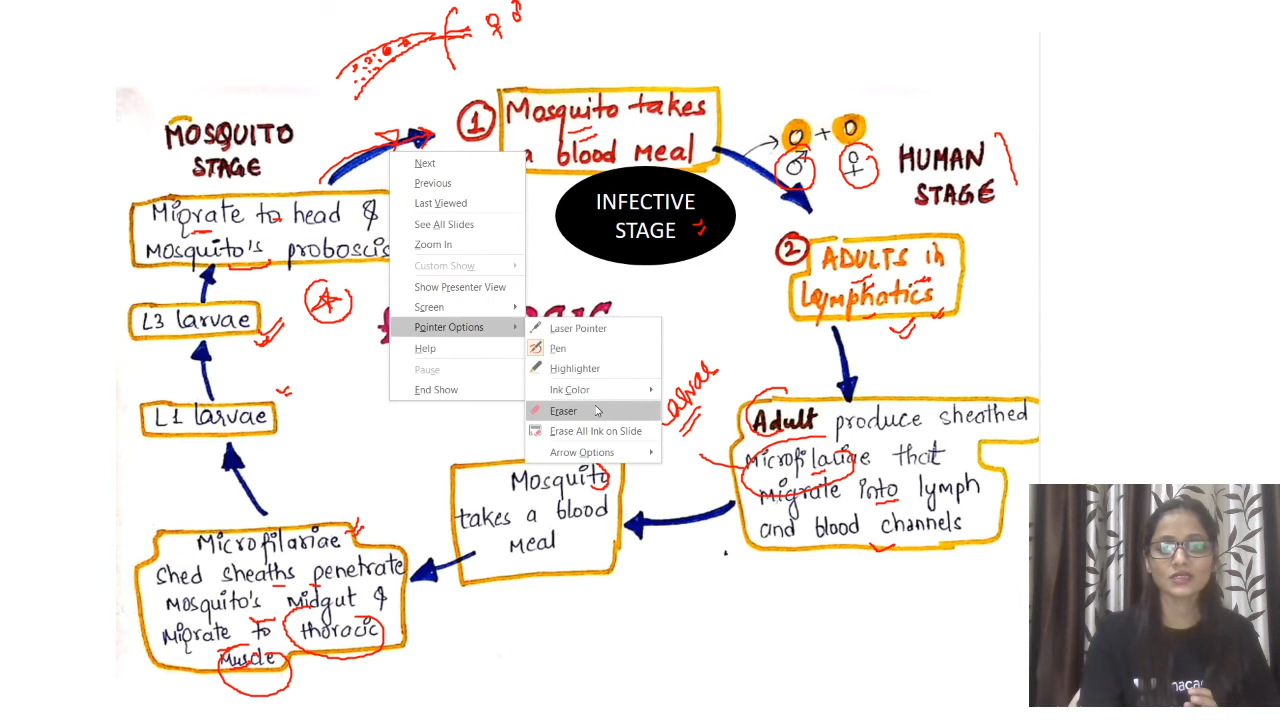 MOSQUITO
STAGE
1
Mosquito takes
a blood Meal
♀ ♂
O + O
♂ ♀
HUMAN
STAGE
INFECTIVE
STAGE
Migrate to head &
Mosquito's proboscis
2
ADULTS in
lymphatics
L3 larvae
L1 larvae
Next
Previous
Last Viewed
See All Slides
Zoom In
Custom Show
Show Presenter View
Screen
Pointer Options
Help
Pause
End Show
Laser Pointer
Pen
Highlighter
Ink Color
Eraser
Erase All Ink on Slide
Arrow Options
Adult produce sheathed
Microfilariae that
Migrate into lymph
and blood channels
Mosquito
takes a blood
Meal
Microfilariae
shed sheaths penetrate
Mosquito's Midgut &
Migrate to thoracic
Muscle